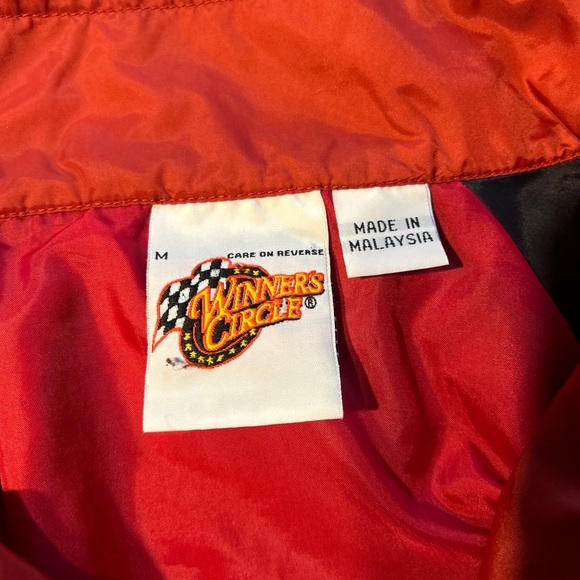 M CARE ON REVERSE
WINNER'S
CIRCLE®
MADE IN
MALAYSIA